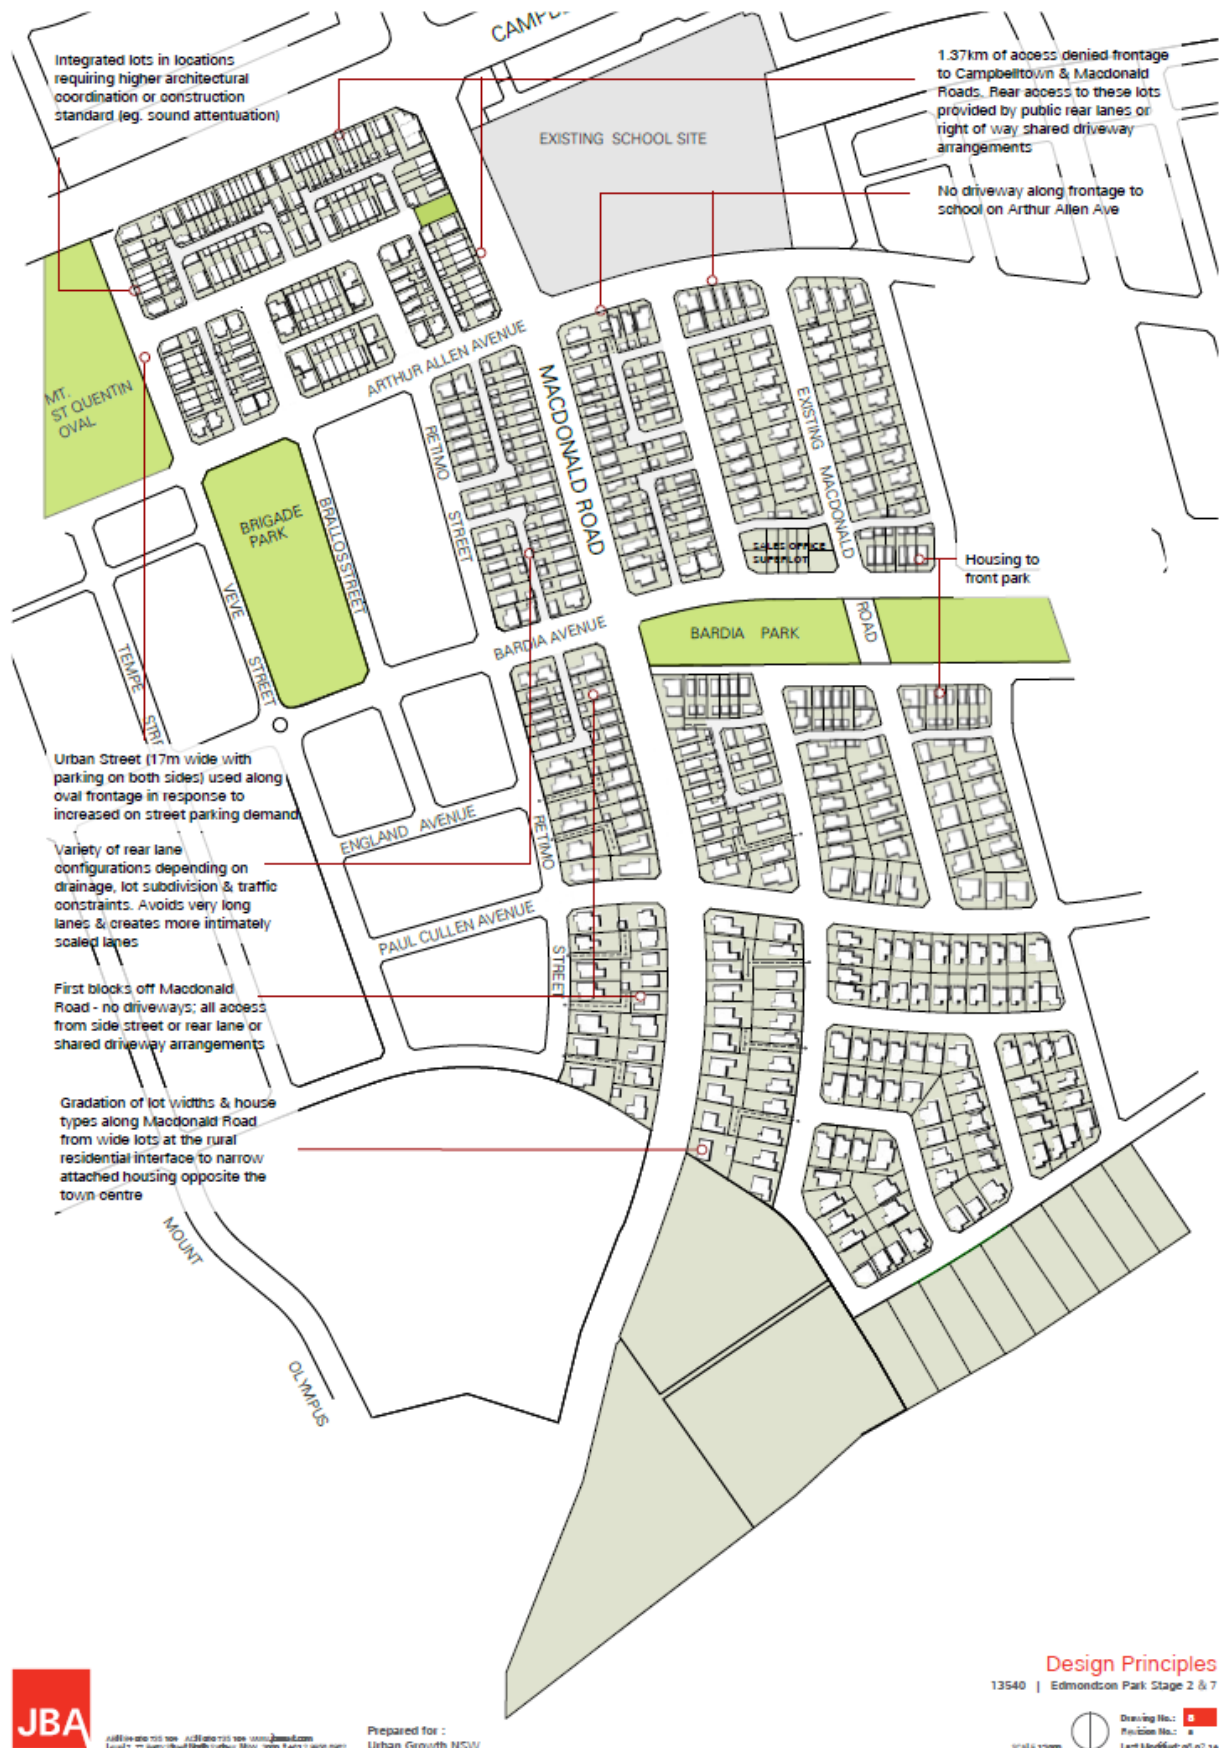 CAMPBE
Integrated lots in locations
requiring higher architectural
coordination or construction
standard (eg. sound attentuation)
1.37km of access denied frontage
to Campbelltown & Macdonald
Roads. Rear access to these lots
provided by public rear lanes or
right of way shared driveway
arrangements
EXISTING SCHOOL SITE
No driveway along frontage to
school on Arthur Allen Ave
ARTHUR ALLEN AVENUE
MT.
ST QUENTIN
OVAL
MACDONALD ROAD
EXISTING MACDONALD
ROAD
RETIMO
STREET
BRIGADE
PARK
BRALLOS STREET
SALES OFFICE
SUPERLOT
Housing to
front park
VEVE
STREET
BARDIA PARK
BARDIA AVENUE
TEMPE
STRE
Urban Street (17m wide with
parking on both sides) used along
oval frontage in response to
increased on street parking demand
ENGLAND AVENUE
RETIMO
STREET
Variety of rear lane
configurations depending on
drainage, lot subdivision & traffic
constraints. Avoids very long
lanes & creates more intimately
scaled lanes
PAUL CULLEN AVENUE
First blocks off Macdonald
Road - no driveways; all access
from side street or rear lane or
shared driveway arrangements
Gradation of lot widths & house
types along Macdonald Road
from wide lots at the rural
residential interface to narrow
attached housing opposite the
town centre
MOUNT
OLYMPUS
Design Principles
13540 | Edmondson Park Stage 2 & 7
JBA
Prepared for :
Urban Growth NSW
Drawing No.: 8
Revision No.: